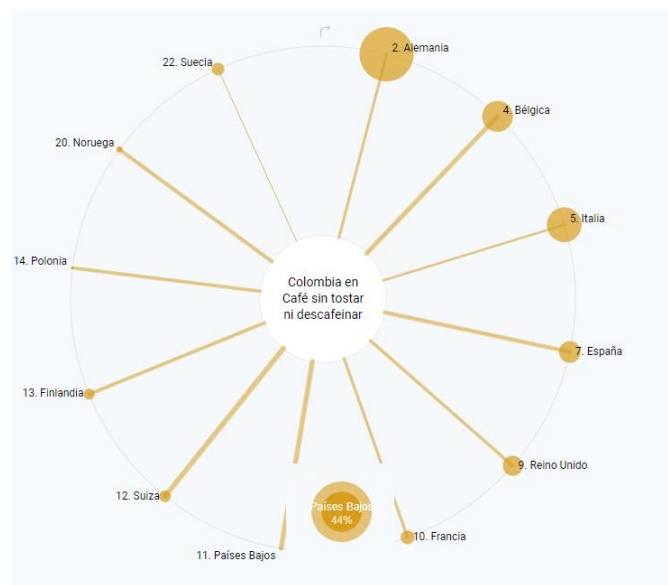 2. Alemania
22. Suecia
4. Bélgica
20. Noruega
5. Italia
14. Polonia
Colombia en
Café sin tostar
ni descafeinar
7. España
13. Finlandia
9. Reino Unido
12. Suiza
Países Bajos
44%
10. Francia
11. Países Bajos